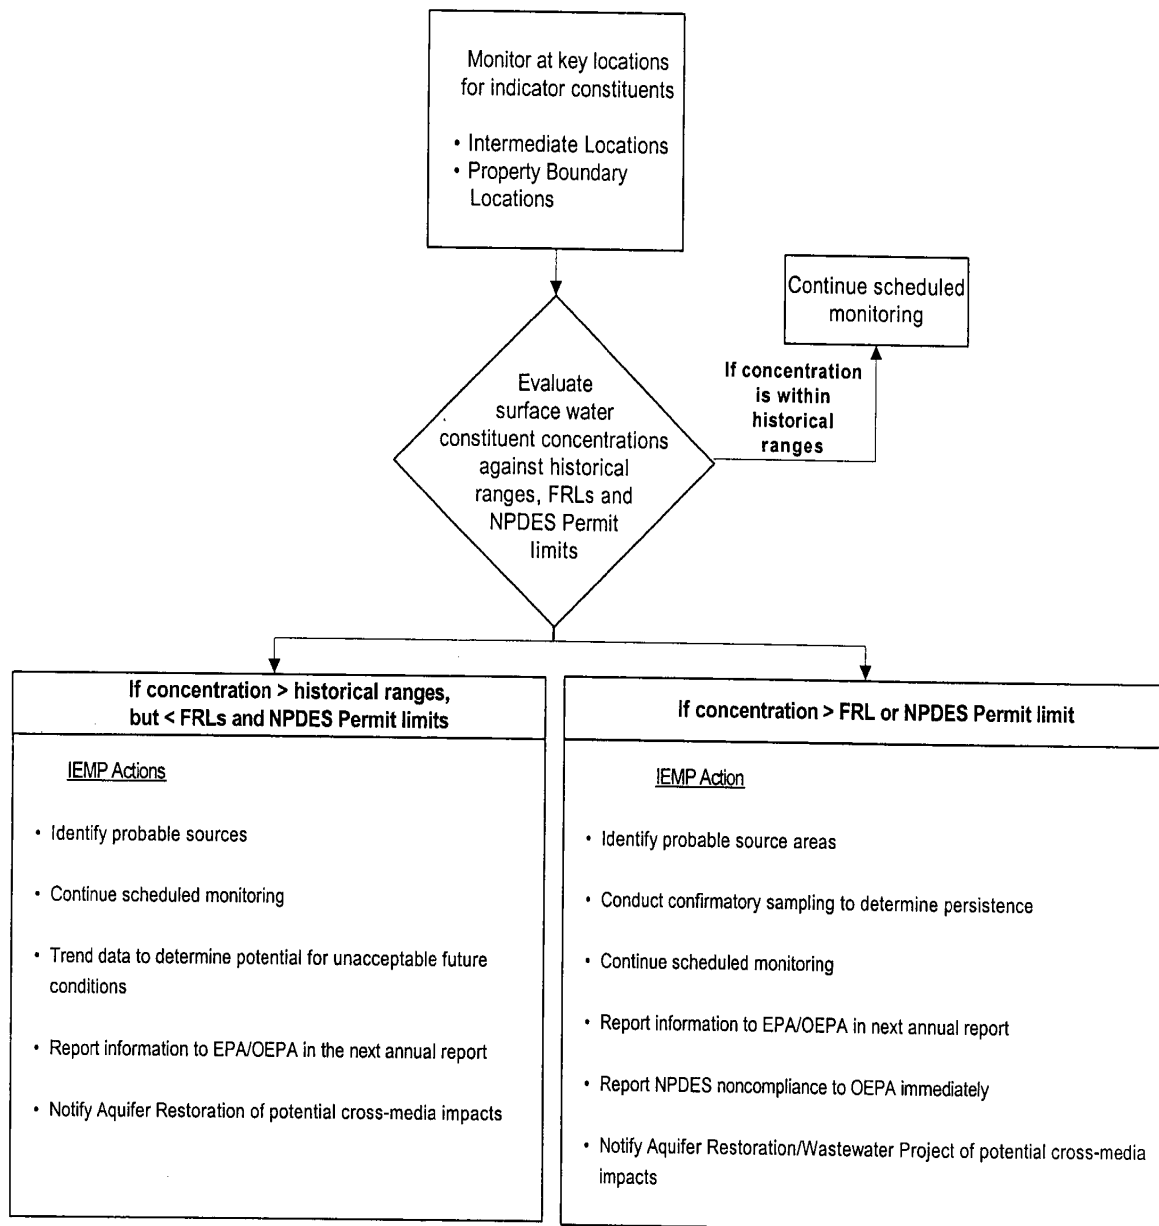 Monitor at key locations
for indicator constituents
• Intermediate Locations
• Property Boundary
Locations
Continue scheduled
monitoring
If concentration
is within
historical
ranges
Evaluate
surface water
constituent concentrations
against historical
ranges, FRLs and
NPDES Permit
limits
If concentration > historical ranges,
but < FRLs and NPDES Permit limits
IEMP Actions
• Identify probable sources
• Continue scheduled monitoring
• Trend data to determine potential for unacceptable future
conditions
• Report information to EPA/OEPA in the next annual report
• Notify Aquifer Restoration of potential cross-media impacts
If concentration > FRL or NPDES Permit limit
IEMP Action
• Identify probable source areas
• Conduct confirmatory sampling to determine persistence
• Continue scheduled monitoring
• Report information to EPA/OEPA in next annual report
• Report NPDES noncompliance to OEPA immediately
• Notify Aquifer Restoration/Wastewater Project of potential cross-media
impacts